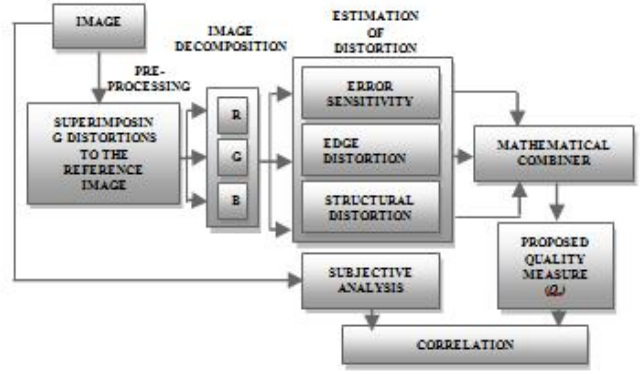 IMAGE
IMAGE
DECOMPOSITION
ESTIMATION
OF
DISTORTION
PRE-
PROCESSING
SUPERIMPOSIN
G DISTORTIONS
TO THE
REFERENCE
IMAGE
R
G
B
ERROR
SENSITIVITY
EDGE
DISTORTION
STRUCTURAL
DISTORTION
MATHEMATICAL
COMBINER
SUBJECTIVE
ANALYSIS
PROPOSED
QUALITY
MEASURE
(Q)
CORRELATION